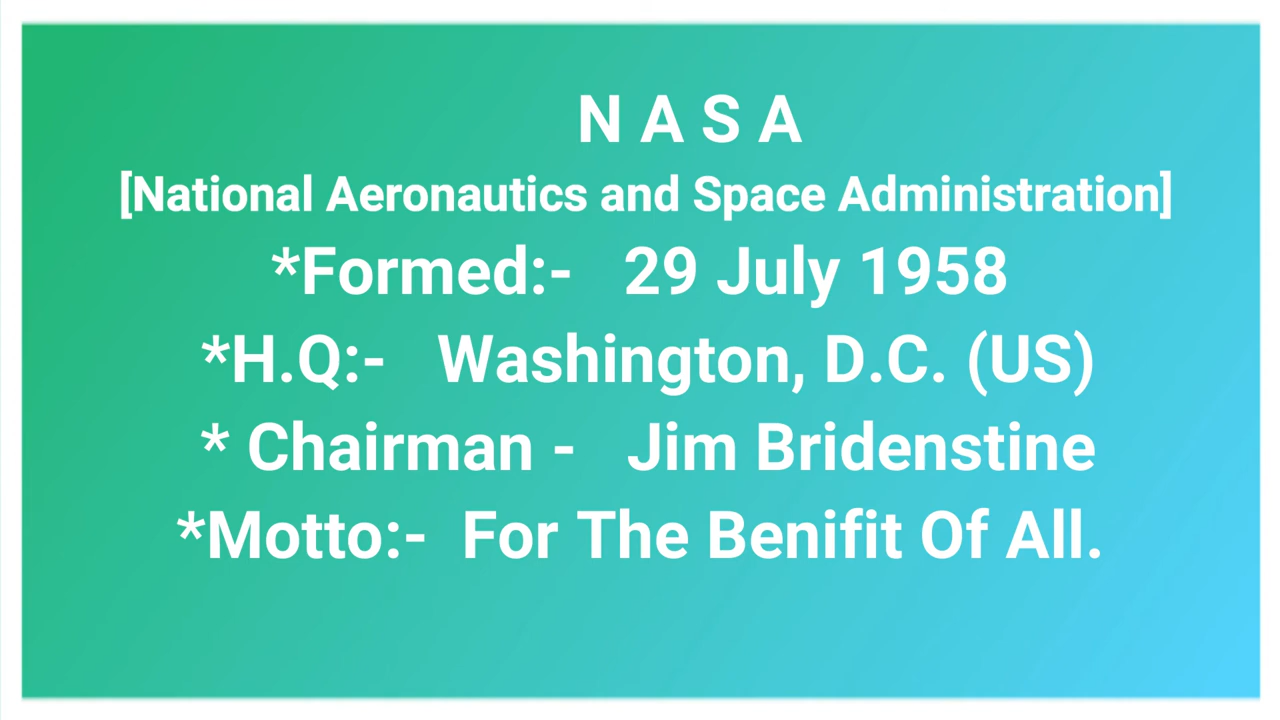 N A S A
[National Aeronautics and Space Administration]
*Formed:- 29 July 1958
*H.Q:- Washington, D.C. (US)
* Chairman - Jim Bridenstine
*Motto:- For The Benifit Of All.